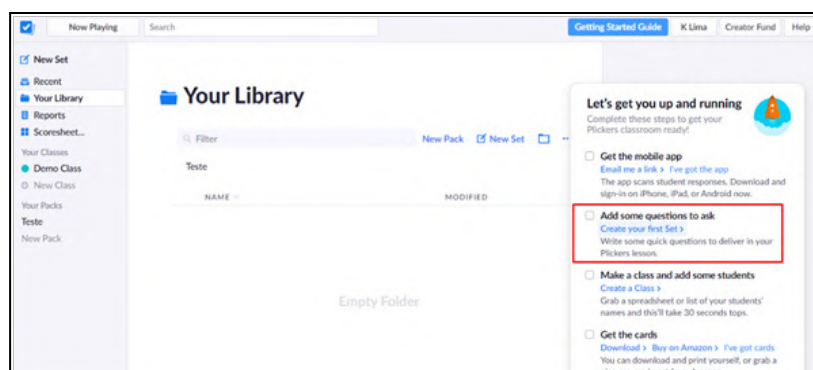 Now Playing
Search
Getting Started Guide
K Lima
Creator Fund
Help
New Set
Recent
Your Library
Reports
Scoresheet...
Your Classes
Demo Class
New Class
Your Packs
Teste
New Pack
Your Library
Filter
New Pack
New Set
Teste
NAME
MODIFIED
Empty Folder
Let's get you up and running
Complete these steps to get your
Plickers classroom ready!
Get the mobile app
Email me a link > I've got the app
The app scans student responses. Download and
sign-in on iPhone, iPad, or Android now.
Add some questions to ask
Create your first Set >
Write some quick questions to deliver in your
Plickers lesson.
Make a class and add some students
Create a Class >
Grab a spreadsheet or list of your students'
names and this'll take 30 seconds tops.
Get the cards
Download > Buy on Amazon > I've got cards
You can download and print yourself, or grab a